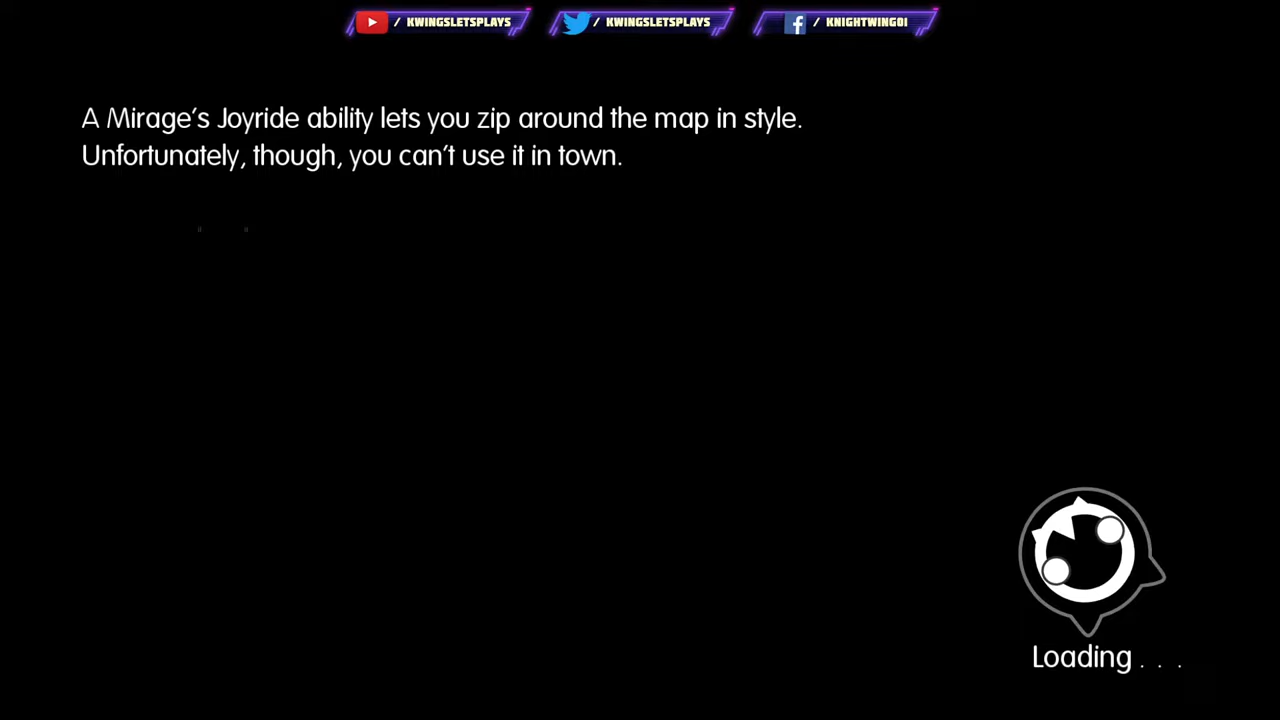 / KWINGSLETSPLAYS / KWINGSLETSPLAYS / KNIGHTWING01
A Mirage's Joyride ability lets you zip around the map in style.
Unfortunately, though, you can't use it in town.
Loading . . .